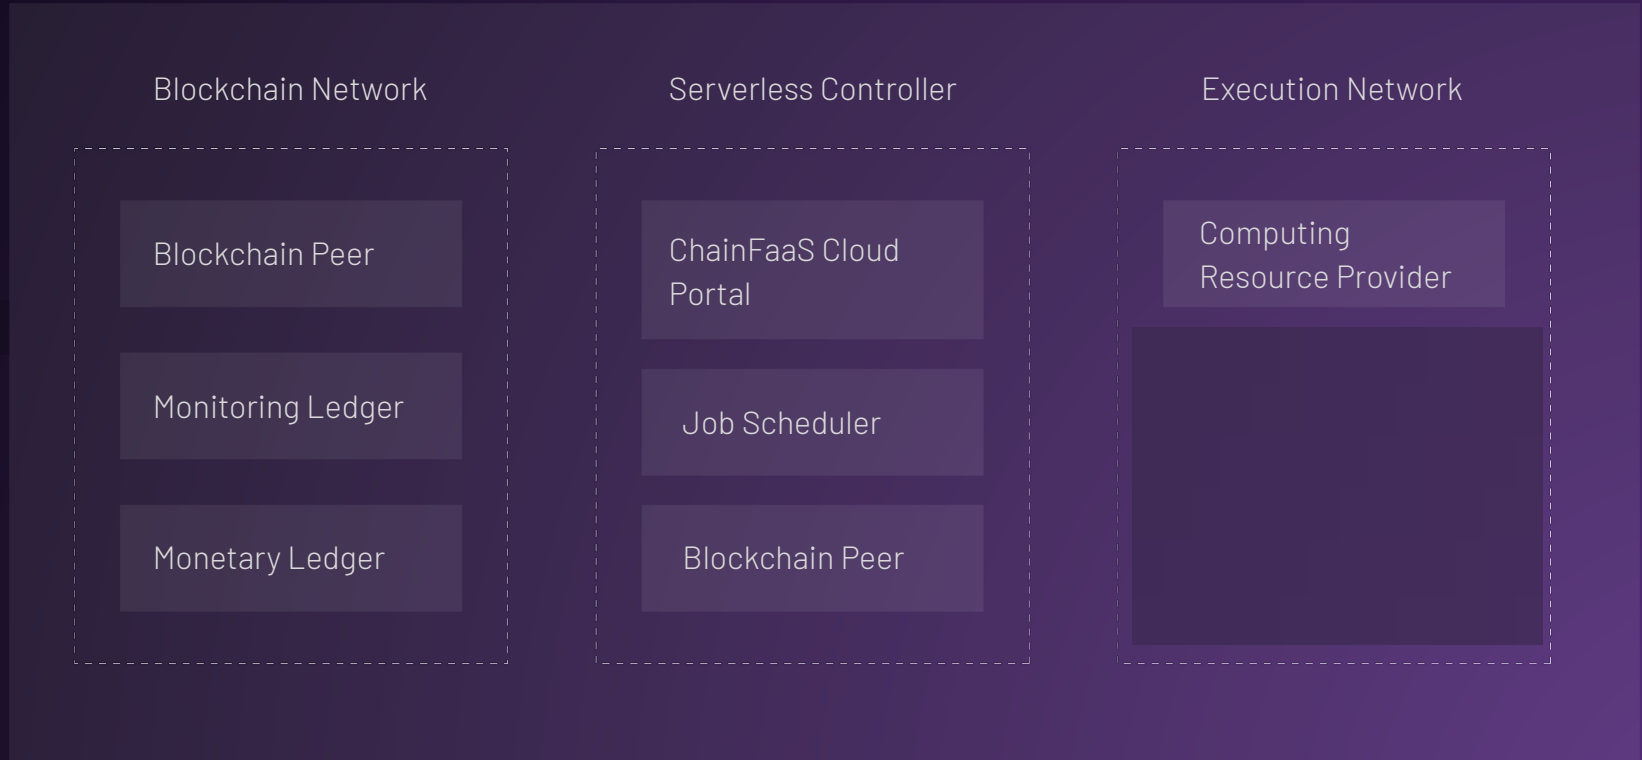 Blockchain Network
Serverless Controller
Execution Network
Blockchain Peer
Monitoring Ledger
Monetary Ledger
ChainFaaS Cloud
Portal
Job Scheduler
Blockchain Peer
Computing
Resource Provider